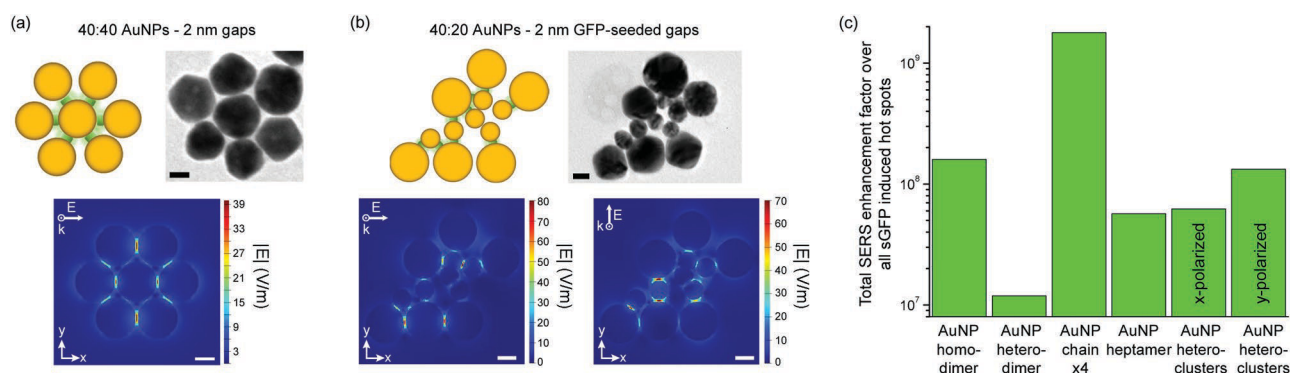 (a)
40:40 AuNPs - 2 nm gaps
E
k
y
x
39
33
27
21
15
9
3
|E| (V/m)
(b)
40:20 AuNPs - 2 nm GFP-seeded gaps
E
k
y
x
80
70
60
50
40
30
20
10
0
|E| (V/m)
E
k
y
x
70
60
50
40
30
20
10
0
|E| (V/m)
(c)
Total SERS enhancement factor over
all sGFP induced hot spots
10⁹
10⁸
10⁷
x-polarized
y-polarized
AuNP AuNP AuNP AuNP AuNP AuNP
homo- hetero- chain heptamer hetero- hetero-
dimer dimer x4 clusters clusters